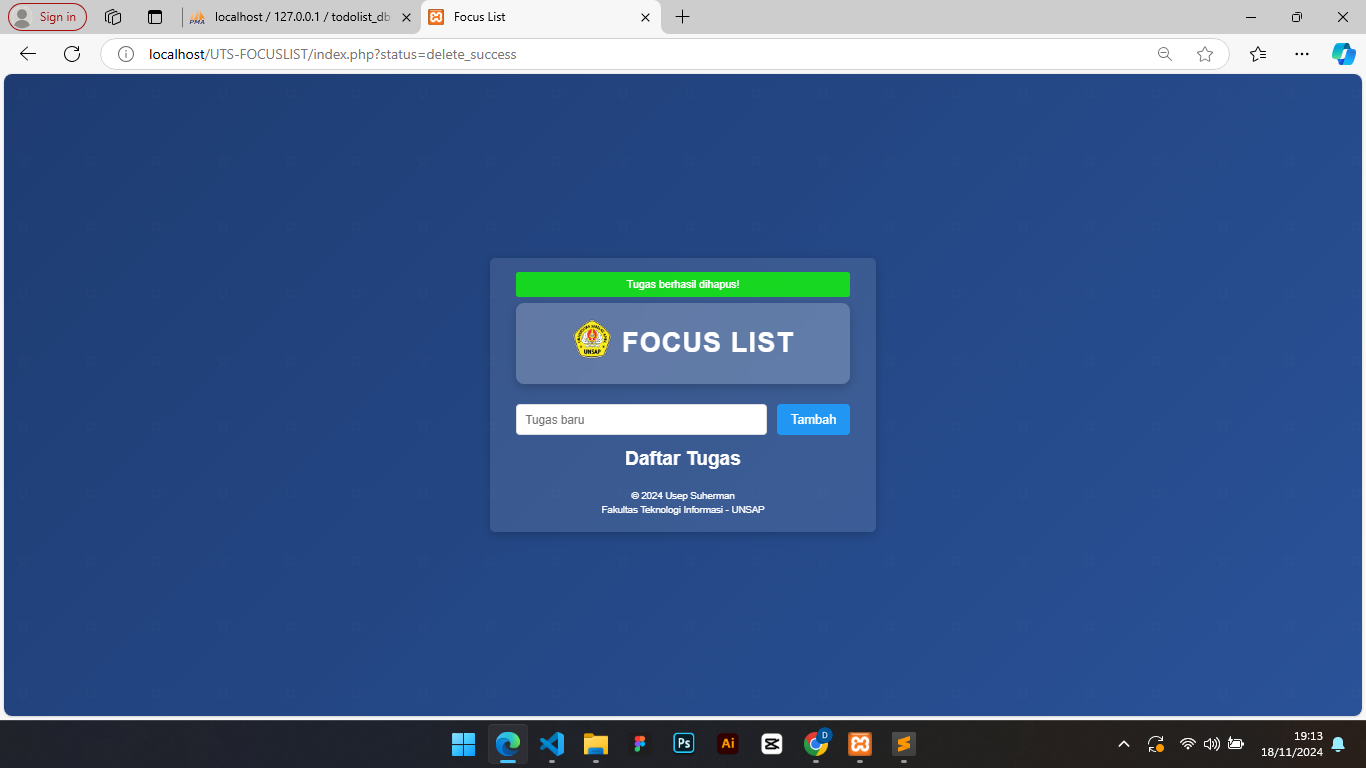 Sign in
localhost / 127.0.0.1 / todolist_db
Focus List
localhost/UTS-FOCUSLIST/index.php?status=delete_success
Tugas berhasil dihapus!
UNSAP
FOCUS LIST
Tugas baru
Tambah
Daftar Tugas
© 2024 Usep Suherman
Fakultas Teknologi Informasi - UNSAP
Ps
Ai
D
19:13
18/11/2024